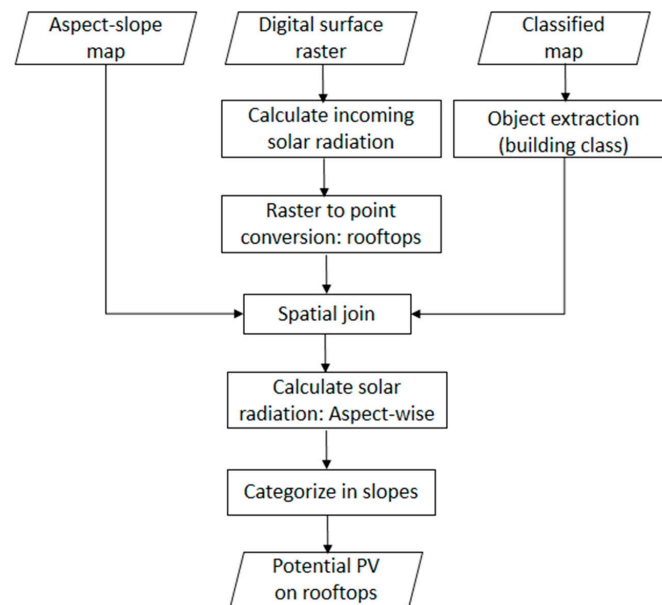 Aspect-slope
map
Digital surface
raster
Classified
map
Calculate incoming
solar radiation
Object extraction
(building class)
Raster to point
conversion: rooftops
Spatial join
Calculate solar
radiation: Aspect-wise
Categorize in slopes
Potential PV
on rooftops